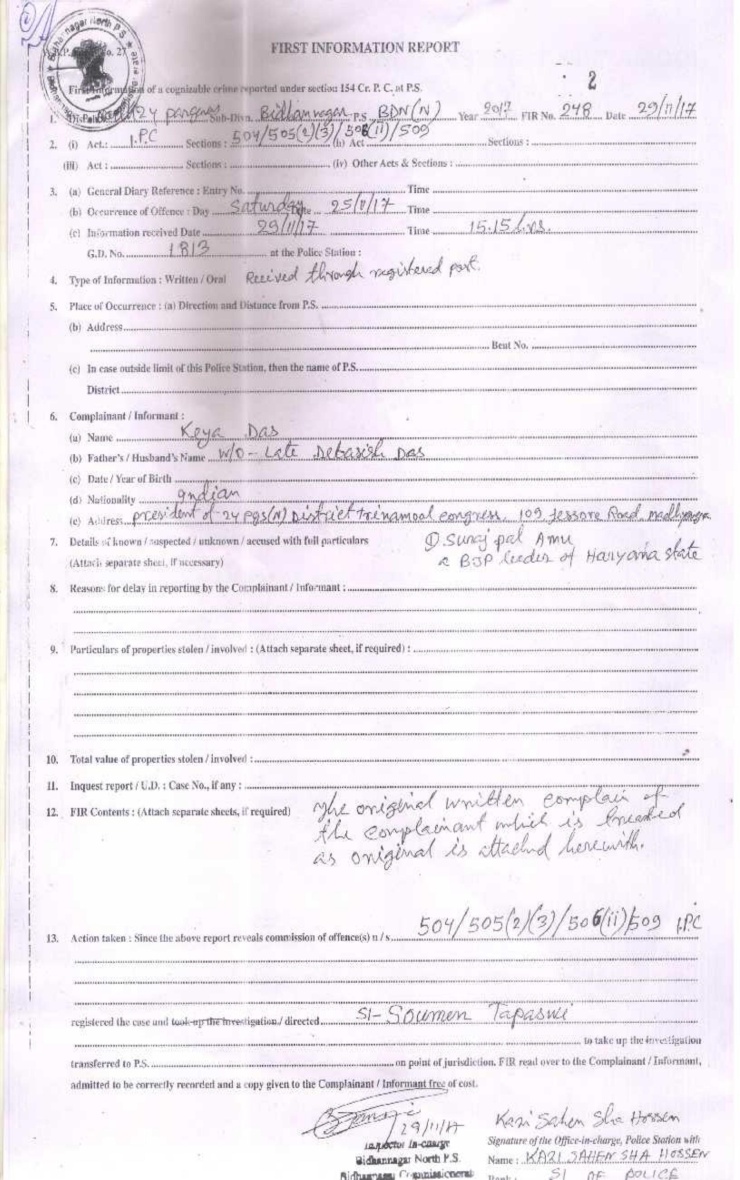 2
FIRST INFORMATION REPORT
First Information of a cognizable crime reported under section 154 Cr. P. C. at P.S.
1. 24 parganas Sub-Divn. Bidhannagar P.S BDN(N) Year 2017 FIR No. 248 Date 29/11/17
2. (i) Act.: I.P.C Sections : 504/505(2)(3)/506(ii)/509 (ii) Act Sections :
(iii) Act : Sections : (iv) Other Acts & Sections :
3. (a) General Diary Reference : Entry No. Time
(b) Occurrence of Offence : Day Saturday Date 25/11/17 Time
(c) Information received Date 29/11/17 Time 15.15 hrs.
G.D. No. 1813 at the Police Station :
4. Type of Information : Written / Oral Received through registered post.
5. Place of Occurrence : (a) Direction and Distance from P.S.
(b) Address
Beat No.
(c) In case outside limit of this Police Station, then the name of P.S.
District
6. Complainant / Informant :
(a) Name Keya Das
(b) Father's / Husband's Name W/O - Late Debasish Das
(c) Date / Year of Birth
(d) Nationality Indian
(e) Address president of 24 pgs(N) District Trinamool congress, 109 Jessore Road,
7. Details of known / suspected / unknown / accused with full particulars ① Suraj pal Amu
(Attach separate sheet, if necessary) a BJP leader of Haryana state
8. Reasons for delay in reporting by the Complainant / Informant :
9. Particulars of properties stolen / involved : (Attach separate sheet, if required) :
10. Total value of properties stolen / involved :
11. Inquest report / U.D. : Case No., if any :
12. FIR Contents : (Attach separate sheets, if required) The original written complain of
the complainant which is treated
as original is attached herewith.
13. Action taken : Since the above report reveals commission of offence(s) u / s 504/505(2)(3)/506(ii)/509 I.P.C
registered the case and took-up the investigation / directed SI- Soumen Tapaswi
to take up the investigation
transferred to P.S. on point of jurisdiction. FIR read over to the Complainant / Informant,
admitted to be correctly recorded and a copy given to the Complainant / Informant free of cost.
29/11/17
Inspector In-charge
Bidhannagar North P.S.
Bidhannagar Commissionerate
Kazi Sahen Sha Hossen
Signature of the Office-in-charge, Police Station with
Name : KAZI SAHEN SHA HOSSEN
Rank : SI OF POLICE